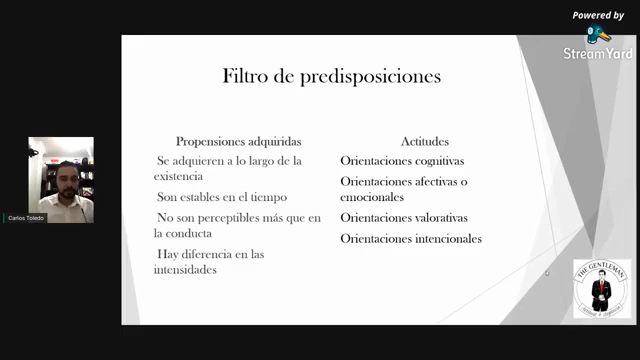 Powered by
StreamYard
Filtro de predisposiciones
Propensiones adquiridas
Se adquieren a lo largo de la
existencia
Son estables en el tiempo
No son perceptibles más que en
la conducta
Hay diferencia en las
intensidades
Actitudes
Orientaciones cognitivas
Orientaciones afectivas o
emocionales
Orientaciones valorativas
Orientaciones intencionales
Carlos Toledo
THE GENTLEMAN